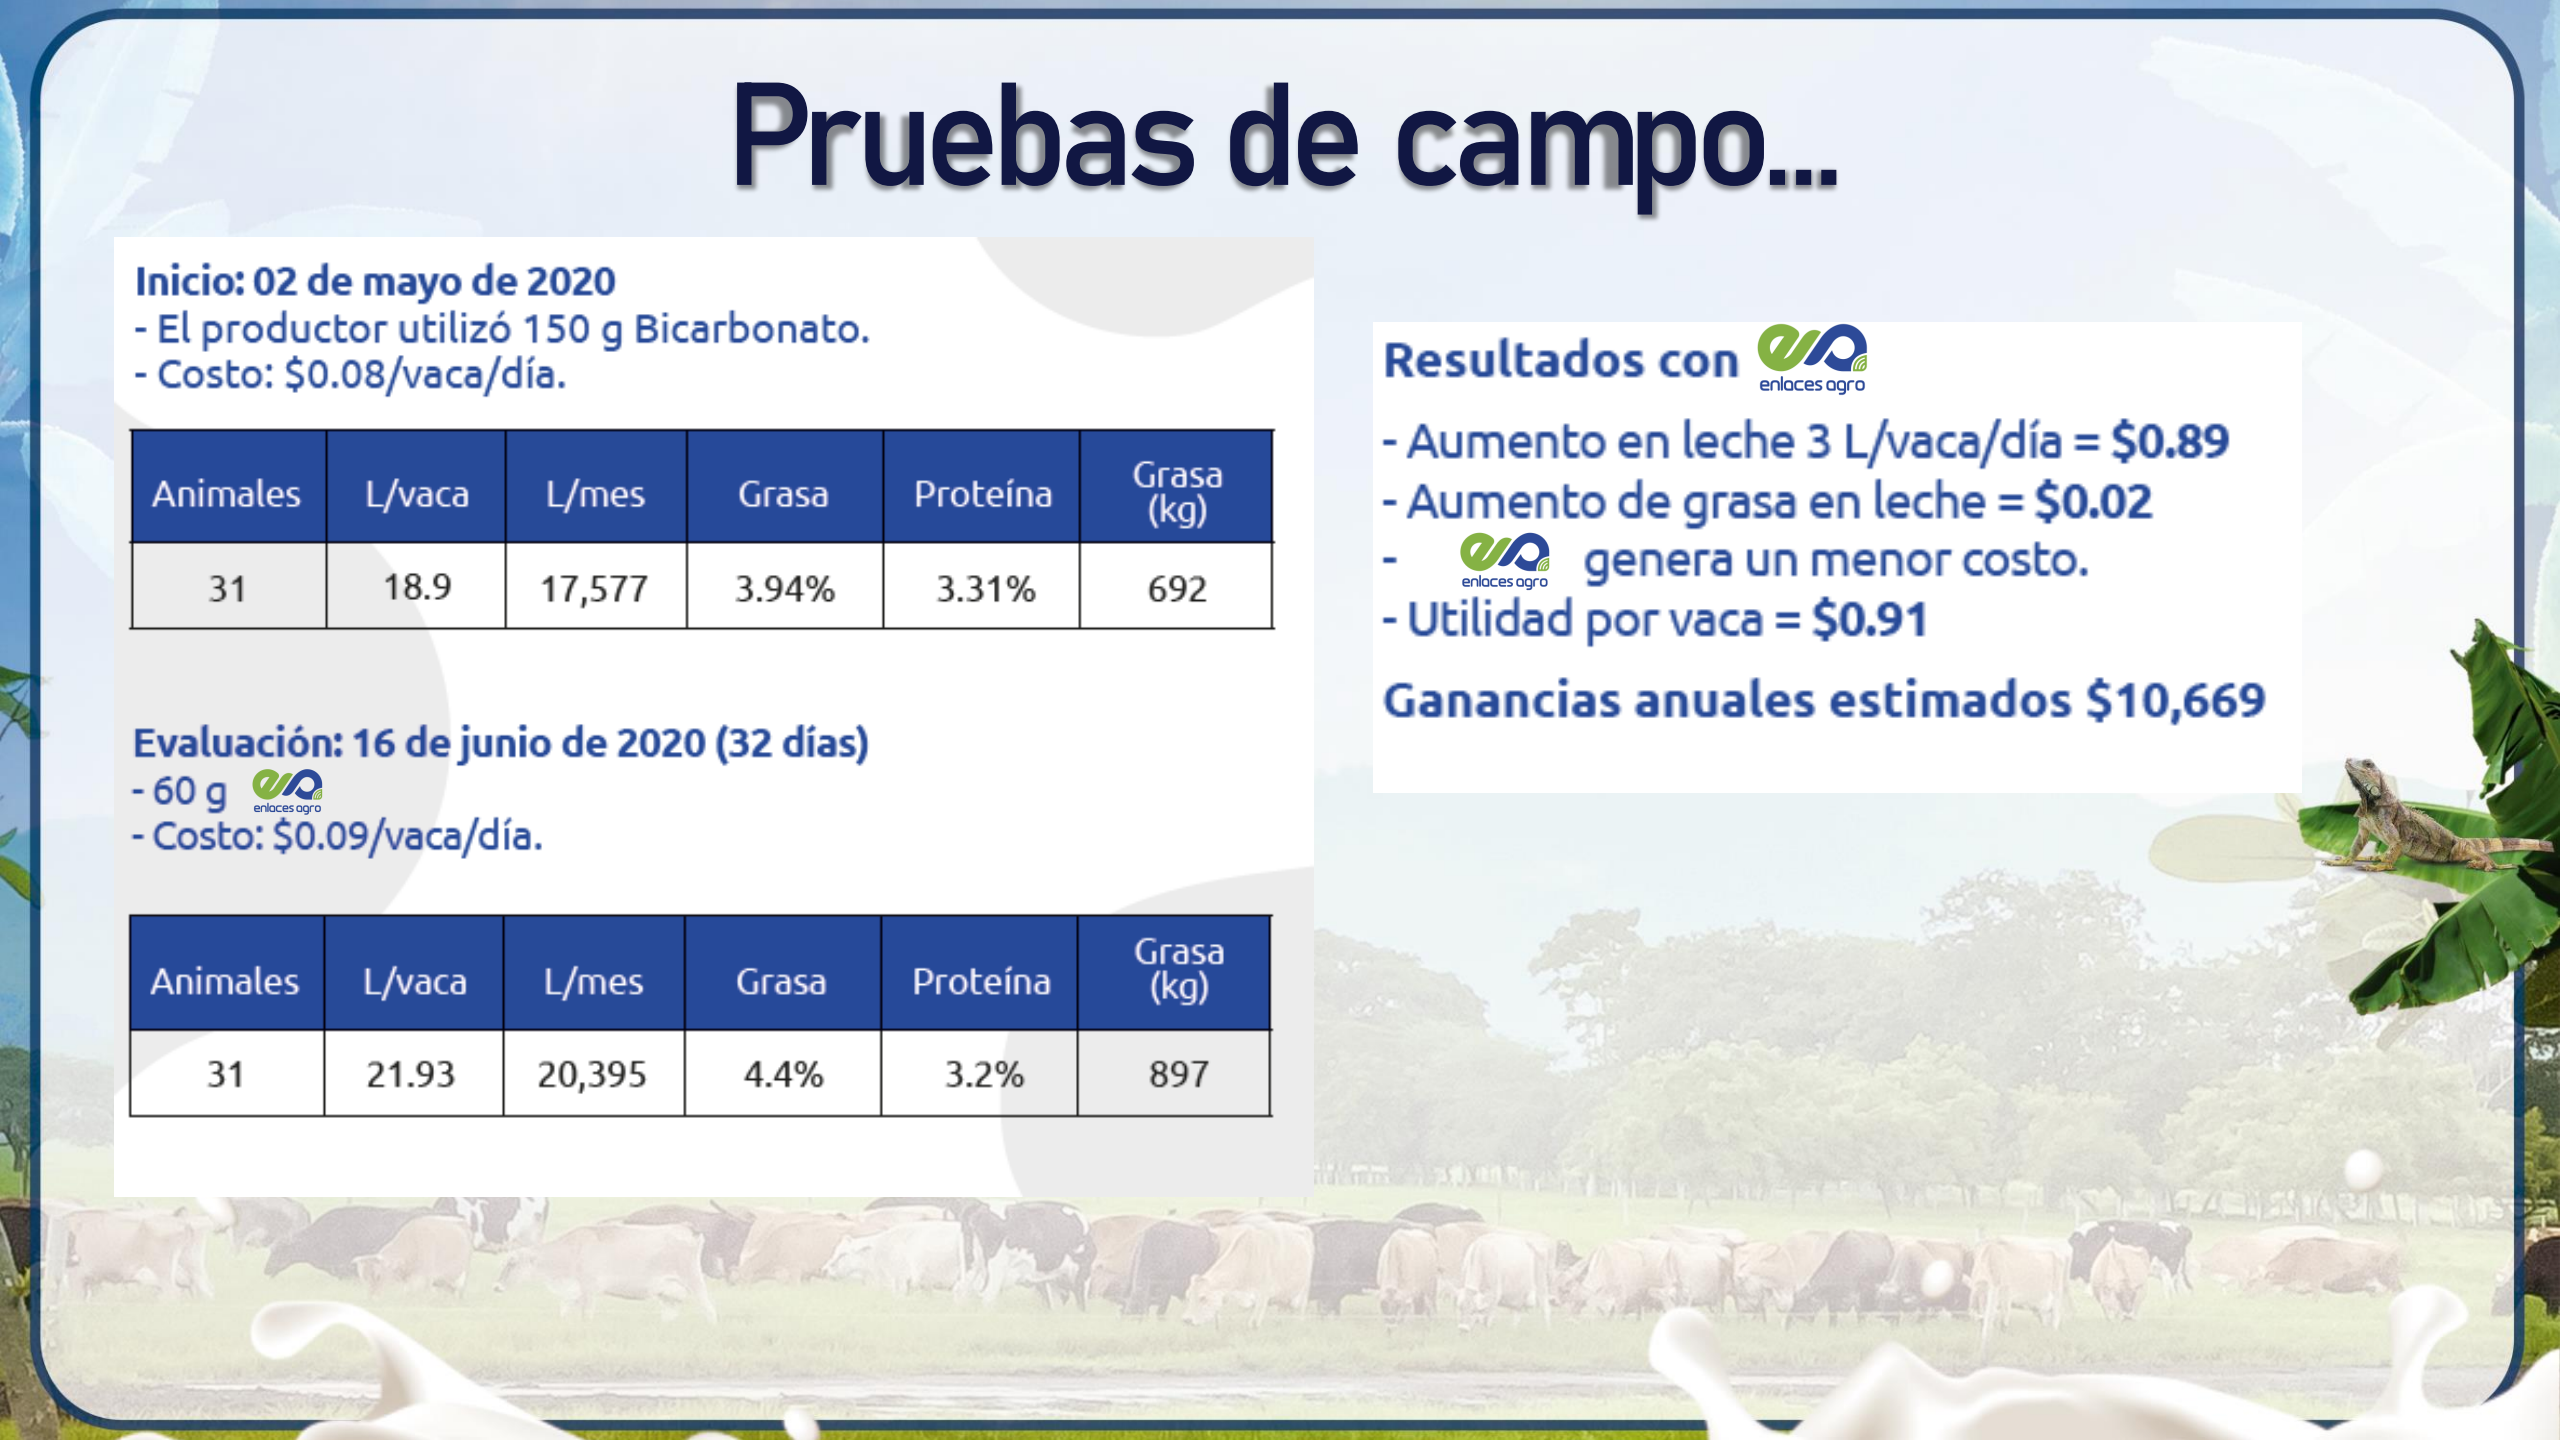 Pruebas de campo...
Inicio: 02 de mayo de 2020
- El productor utilizó 150 g Bicarbonato.
- Costo: $0.08/vaca/día.
Animales L/vaca L/mes Grasa Proteína Grasa (kg)
31 18.9 17,577 3.94% 3.31% 692
Evaluación: 16 de junio de 2020 (32 días)
- 60 g enlaces agro
- Costo: $0.09/vaca/día.
Animales L/vaca L/mes Grasa Proteína Grasa (kg)
31 21.93 20,395 4.4% 3.2% 897
Resultados con enlaces agro
- Aumento en leche 3 L/vaca/día = $0.89
- Aumento de grasa en leche = $0.02
- enlaces agro genera un menor costo.
- Utilidad por vaca = $0.91
Ganancias anuales estimados $10,669